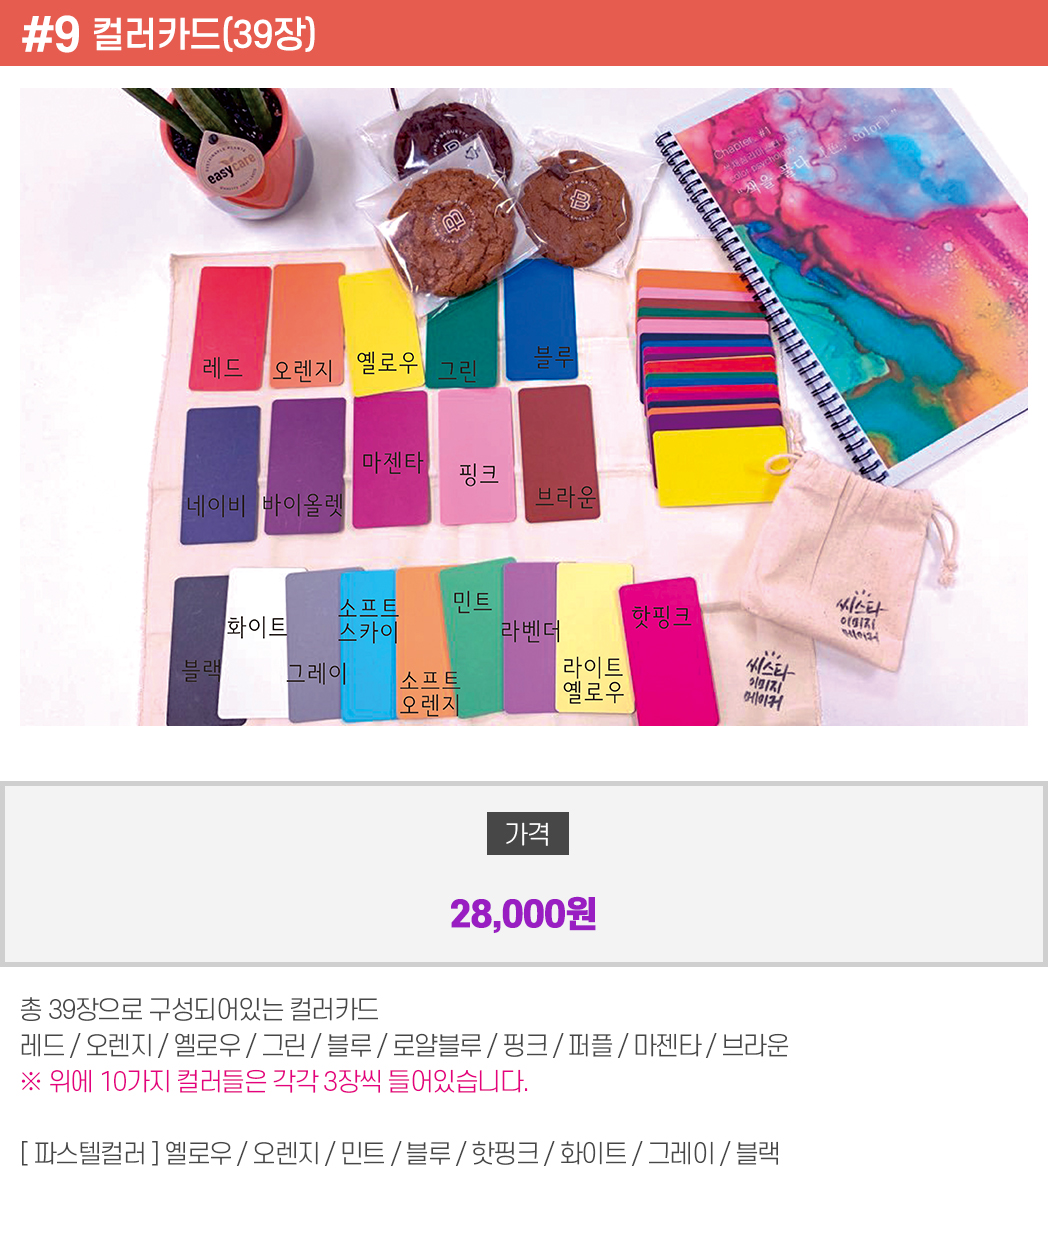 #9 컬러카드(39장)
easycare
Chapter. #1
색을 풀다
레드
오렌지
옐로우
그린
블루
네이비
바이올렛
마젠타
핑크
브라운
블랙
화이트
그레이
소프트
스카이
소프트
오렌지
민트
라벤더
라이트
옐로우
핫핑크
씨스타
이미지
메이커
씨스타
이미지
메이커
가격
28,000원
총 39장으로 구성되어있는 컬러카드
레드 / 오렌지 / 옐로우 / 그린 / 블루 / 로얄블루 / 핑크 / 퍼플 / 마젠타 / 브라운
※ 위에 10가지 컬러들은 각각 3장씩 들어있습니다.
[ 파스텔컬러 ] 옐로우 / 오렌지 / 민트 / 블루 / 핫핑크 / 화이트 / 그레이 / 블랙